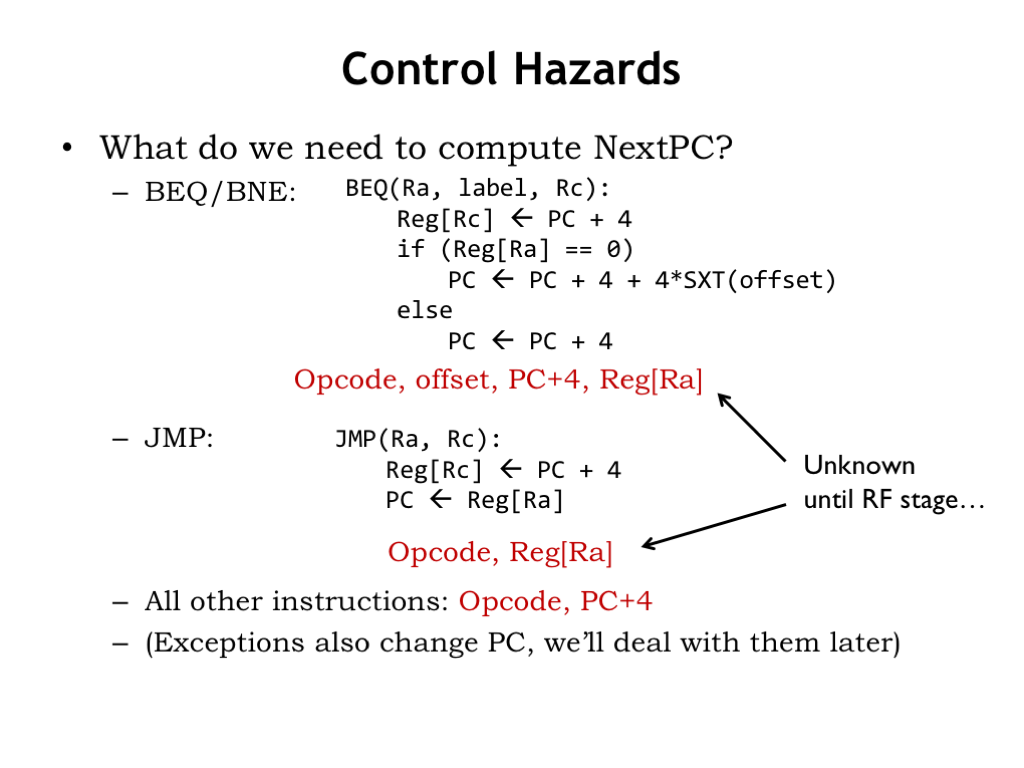 Control Hazards
• What do we need to compute NextPC?
– BEQ/BNE: BEQ(Ra, label, Rc):
Reg[Rc] ← PC + 4
if (Reg[Ra] == 0)
PC ← PC + 4 + 4*SXT(offset)
else
PC ← PC + 4
Opcode, offset, PC+4, Reg[Ra]
– JMP: JMP(Ra, Rc):
Reg[Rc] ← PC + 4
PC ← Reg[Ra]
Unknown
until RF stage…
Opcode, Reg[Ra]
– All other instructions: Opcode, PC+4
– (Exceptions also change PC, we’ll deal with them later)